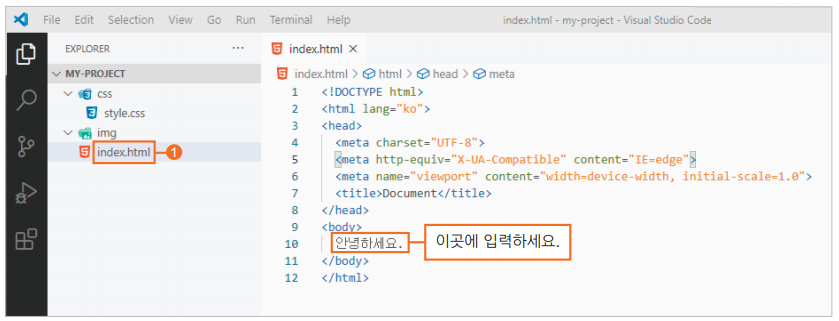 File Edit Selection View Go Run Terminal Help index.html - my-project - Visual Studio Code
EXPLORER ···
MY-PROJECT
css
style.css
img
index.html 1
index.html ×
index.html > html > head > meta
1 <!DOCTYPE html>
2 <html lang="ko">
3 <head>
4 <meta charset="UTF-8">
5 <meta http-equiv="X-UA-Compatible" content="IE=edge">
6 <meta name="viewport" content="width=device-width, initial-scale=1.0">
7 <title>Document</title>
8 </head>
9 <body>
10 안녕하세요. 이곳에 입력하세요.
11 </body>
12 </html>